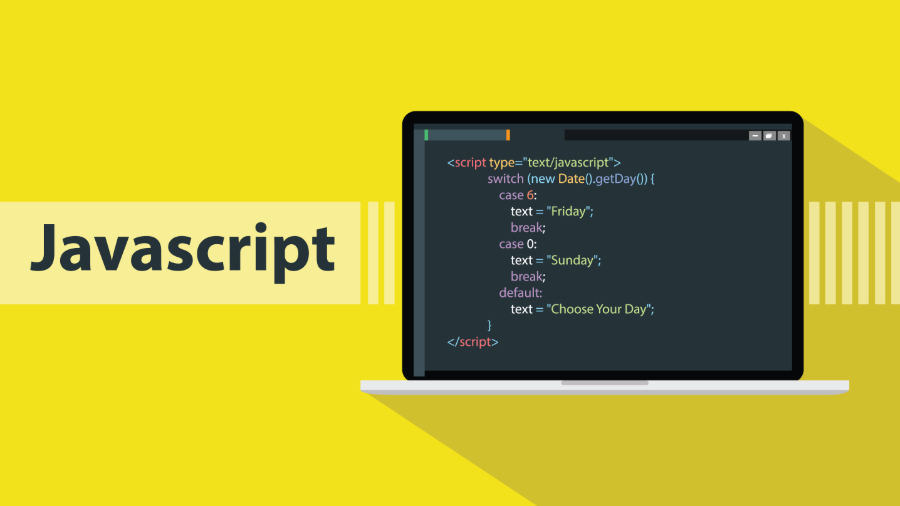 Javascript
<script type="text/javascript">
switch (new Date().getDay()) {
case 6:
text = "Friday";
break;
case 0:
text = "Sunday";
break;
default:
text = "Choose Your Day";
}
</script>